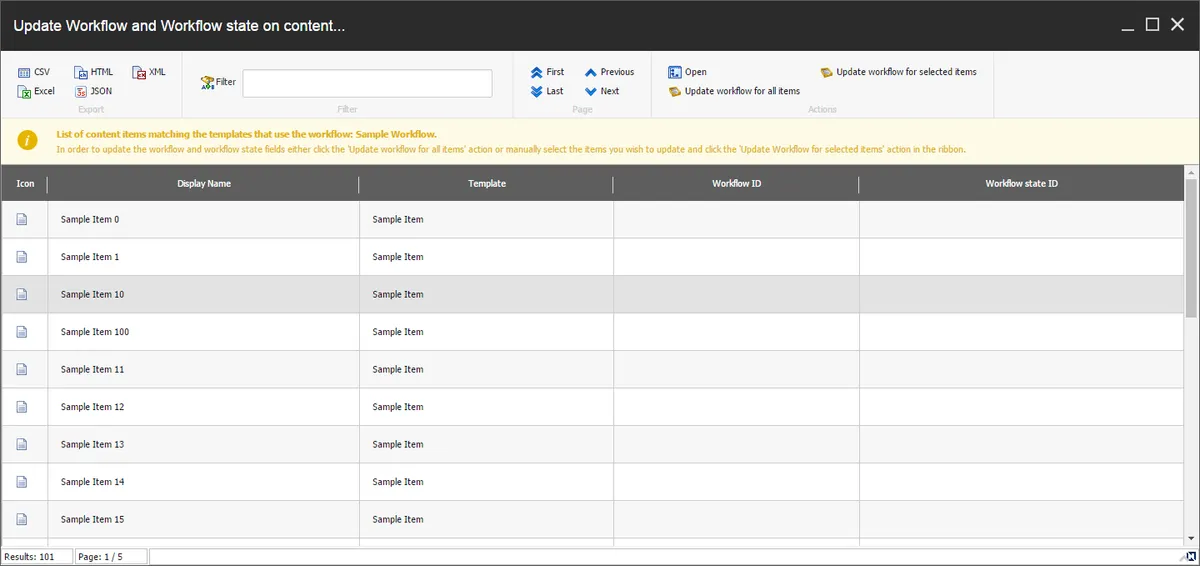 Update Workflow and Workflow state on content...
CSV HTML XML
Excel JSON
Export
Filter
Filter
First Previous
Last Next
Page
Open Update workflow for selected items
Update workflow for all items
Actions
List of content items matching the templates that use the workflow: Sample Workflow.
In order to update the workflow and workflow state fields either click the 'Update workflow for all items' action or manually select the items you wish to update and click the 'Update Workflow for selected items' action in the ribbon.
Icon Display Name Template Workflow ID Workflow state ID
Sample Item 0 Sample Item
Sample Item 1 Sample Item
Sample Item 10 Sample Item
Sample Item 100 Sample Item
Sample Item 11 Sample Item
Sample Item 12 Sample Item
Sample Item 13 Sample Item
Sample Item 14 Sample Item
Sample Item 15 Sample Item
Results: 101 Page: 1 / 5